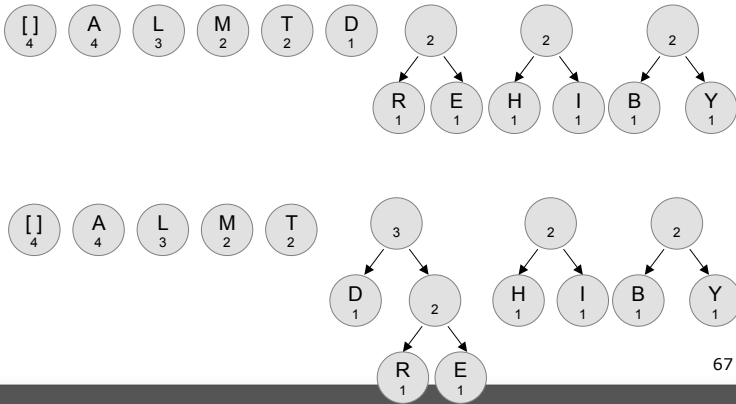 [ ] A L M T D
4 4 3 2 2 1 2 2 2
R E H I B Y
1 1 1 1 1 1
[ ] A L M T
4 4 3 2 2 3 2 2
D H I B Y
1 2 1 1 1 1
R E
1 1
67